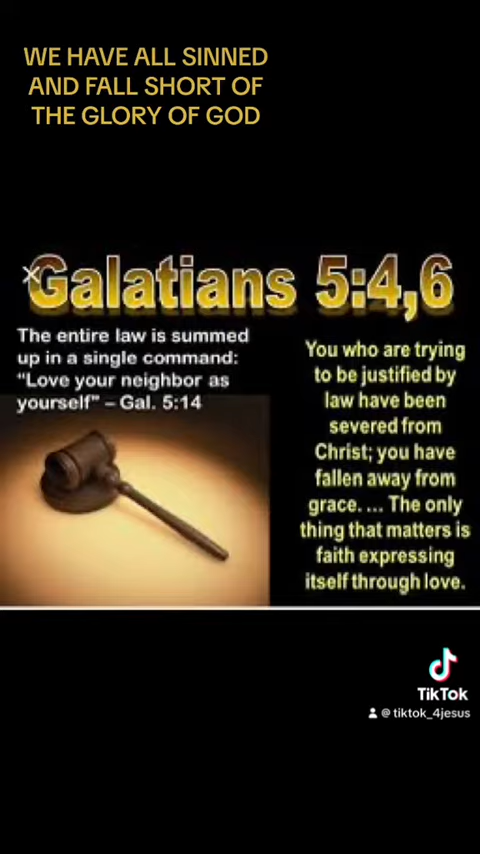 WE HAVE ALL SINNED
AND FALL SHORT OF
THE GLORY OF GOD
Galatians 5:4,6
The entire law is summed
up in a single command:
“Love your neighbor as
yourself” – Gal. 5:14
You who are trying
to be justified by
law have been
severed from
Christ; you have
fallen away from
grace. ... The only
thing that matters is
faith expressing
itself through love.
TikTok
@ tiktok_4jesus